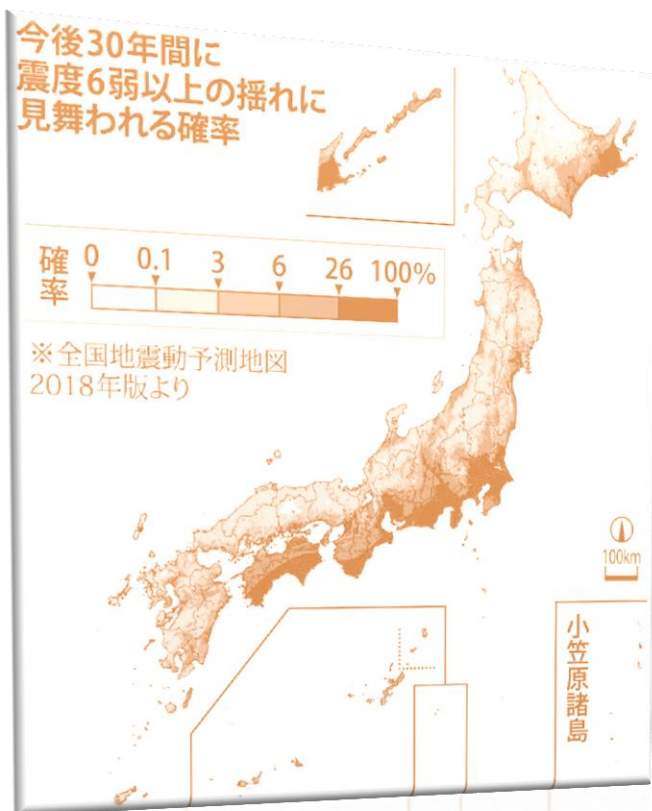 今後30年間に
震度6弱以上の揺れに
見舞われる確率
確率
0 0.1 3 6 26 100%
※全国地震動予測地図
2018年版より
100km
小笠原諸島